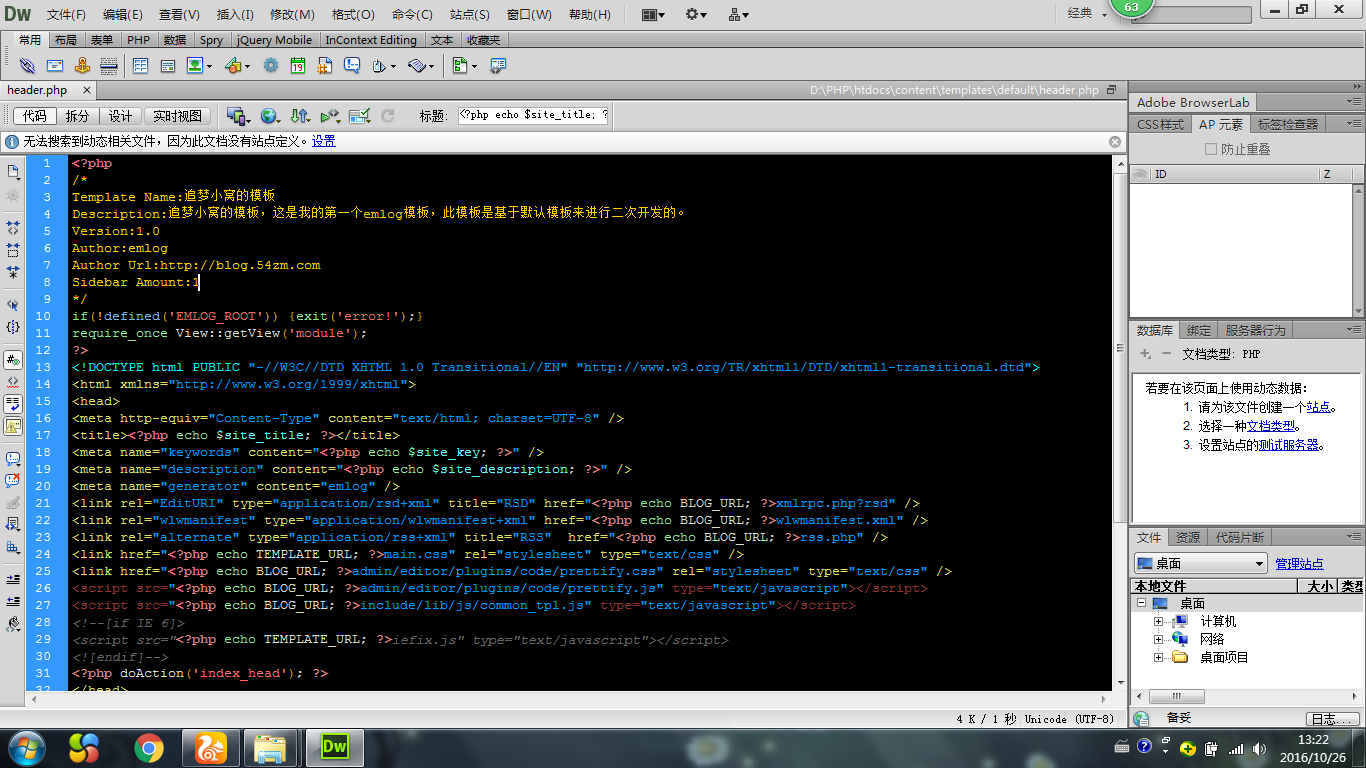 Dw 文件(F) 编辑(E) 查看(V) 插入(I) 修改(M) 格式(O) 命令(C) 站点(S) 窗口(W) 帮助(H) 经典 63
常用 布局 表单 PHP 数据 Spry jQuery Mobile InContext Editing 文本 收藏夹
19
header.php D:\PHP\htdocs\content\templates\default\header.php
代码 拆分 设计 实时视图 标题: <?php echo $site_title; ?
无法搜索到动态相关文件，因为此文档没有站点定义。设置
1 <?php
2 /*
3 Template Name:追梦小窝的模板
4 Description:追梦小窝的模板，这是我的第一个emlog模板，此模板是基于默认模板来进行二次开发的。
5 Version:1.0
6 Author:emlog
7 Author Url:http://blog.54zm.com
8 Sidebar Amount:1
9 */
10 if(!defined('EMLOG_ROOT')) {exit('error!');}
11 require_once View::getView('module');
12 ?>
13 <!DOCTYPE html PUBLIC "-//W3C//DTD XHTML 1.0 Transitional//EN" "http://www.w3.org/TR/xhtml1/DTD/xhtml1-transitional.dtd">
14 <html xmlns="http://www.w3.org/1999/xhtml">
15 <head>
16 <meta http-equiv="Content-Type" content="text/html; charset=UTF-8" />
17 <title><?php echo $site_title; ?></title>
18 <meta name="keywords" content="<?php echo $site_key; ?>" />
19 <meta name="description" content="<?php echo $site_description; ?>" />
20 <meta name="generator" content="emlog" />
21 <link rel="EditURI" type="application/rsd+xml" title="RSD" href="<?php echo BLOG_URL; ?>xmlrpc.php?rsd" />
22 <link rel="wlwmanifest" type="application/wlwmanifest+xml" href="<?php echo BLOG_URL; ?>wlwmanifest.xml" />
23 <link rel="alternate" type="application/rss+xml" title="RSS"  href="<?php echo BLOG_URL; ?>rss.php" />
24 <link href="<?php echo TEMPLATE_URL; ?>main.css" rel="stylesheet" type="text/css" />
25 <link href="<?php echo BLOG_URL; ?>admin/editor/plugins/code/prettify.css" rel="stylesheet" type="text/css" />
26 <script src="<?php echo BLOG_URL; ?>admin/editor/plugins/code/prettify.js" type="text/javascript"></script>
27 <script src="<?php echo BLOG_URL; ?>include/lib/js/common_tpl.js" type="text/javascript"></script>
28 <!--[if IE 6]>
29 <script src="<?php echo TEMPLATE_URL; ?>iefix.js" type="text/javascript"></script>
30 <![endif]-->
31 <?php doAction('index_head'); ?>
32 </head>
4 K / 1 秒 Unicode (UTF-8)
Adobe BrowserLab
CSS样式 AP 元素 标签检查器
防止重叠
ID Z
数据库 绑定 服务器行为
文档类型: PHP
若要在该页面上使用动态数据:
1. 请为该文件创建一个站点。
2. 选择一种文档类型。
3. 设置站点的测试服务器。
文件 资源 代码片断
桌面 管理站点
本地文件 大小 类型
桌面
计算机
网络
桌面项目
备妥 日志...
Dw
13:22
2016/10/26